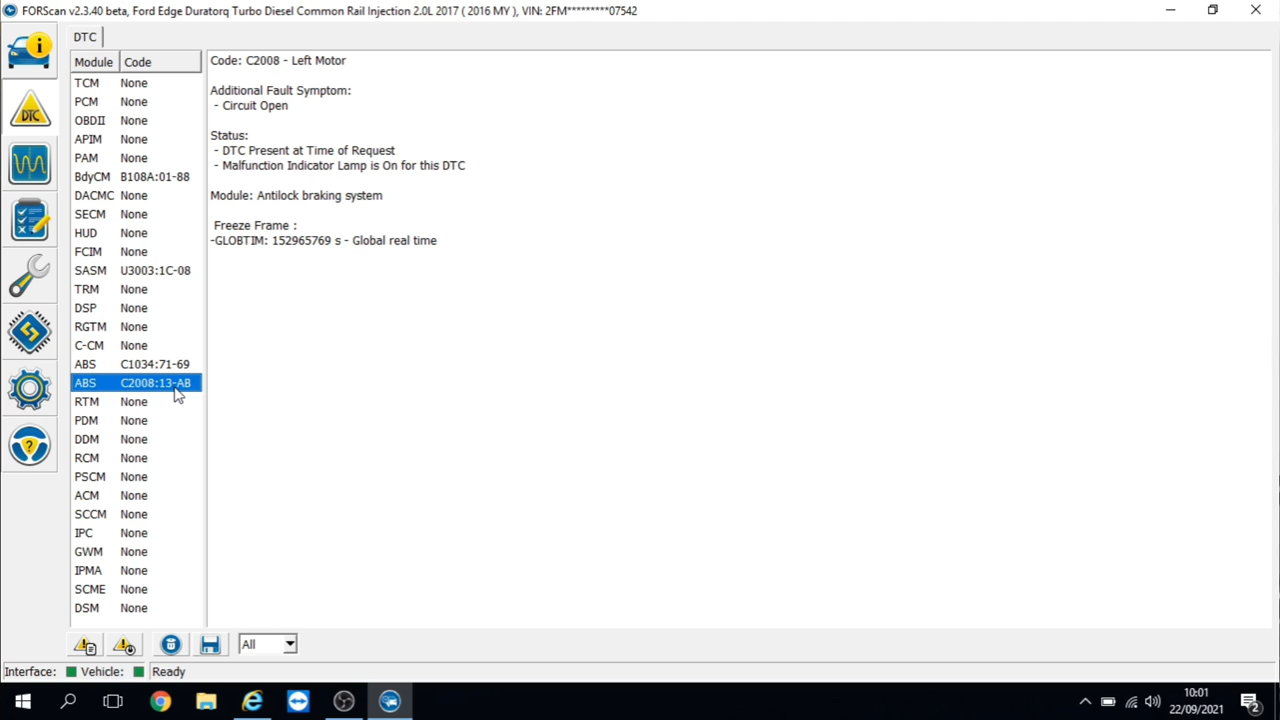 FORScan v2.3.40 beta, Ford Edge Duratorq Turbo Diesel Common Rail Injection 2.0L 2017 ( 2016 MY ), VIN: 2FM*********07542
DTC
Module Code
TCM None
PCM None
OBDII None
APIM None
PAM None
BdyCM B108A:01-88
DACMC None
SECM None
HUD None
FCIM None
SASM U3003:1C-08
TRM None
DSP None
RGTM None
C-CM None
ABS C1034:71-69
ABS C2008:13-AB
RTM None
PDM None
DDM None
RCM None
PSCM None
ACM None
SCCM None
IPC None
GWM None
IPMA None
SCME None
DSM None
Code: C2008 - Left Motor
Additional Fault Symptom:
- Circuit Open
Status:
- DTC Present at Time of Request
- Malfunction Indicator Lamp is On for this DTC
Module: Antilock braking system
Freeze Frame :
-GLOBTIM: 152965769 s - Global real time
DTC
All
Interface: Vehicle: Ready
10:01
22/09/2021
2